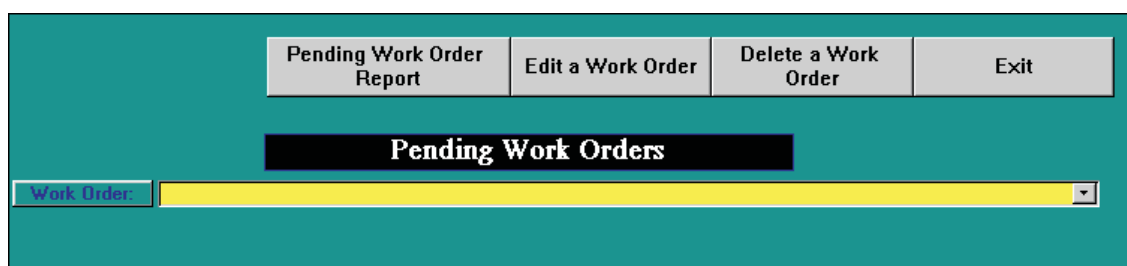 Pending Work Order
Report
Edit a Work Order
Delete a Work
Order
Exit
Pending Work Orders
Work Order: